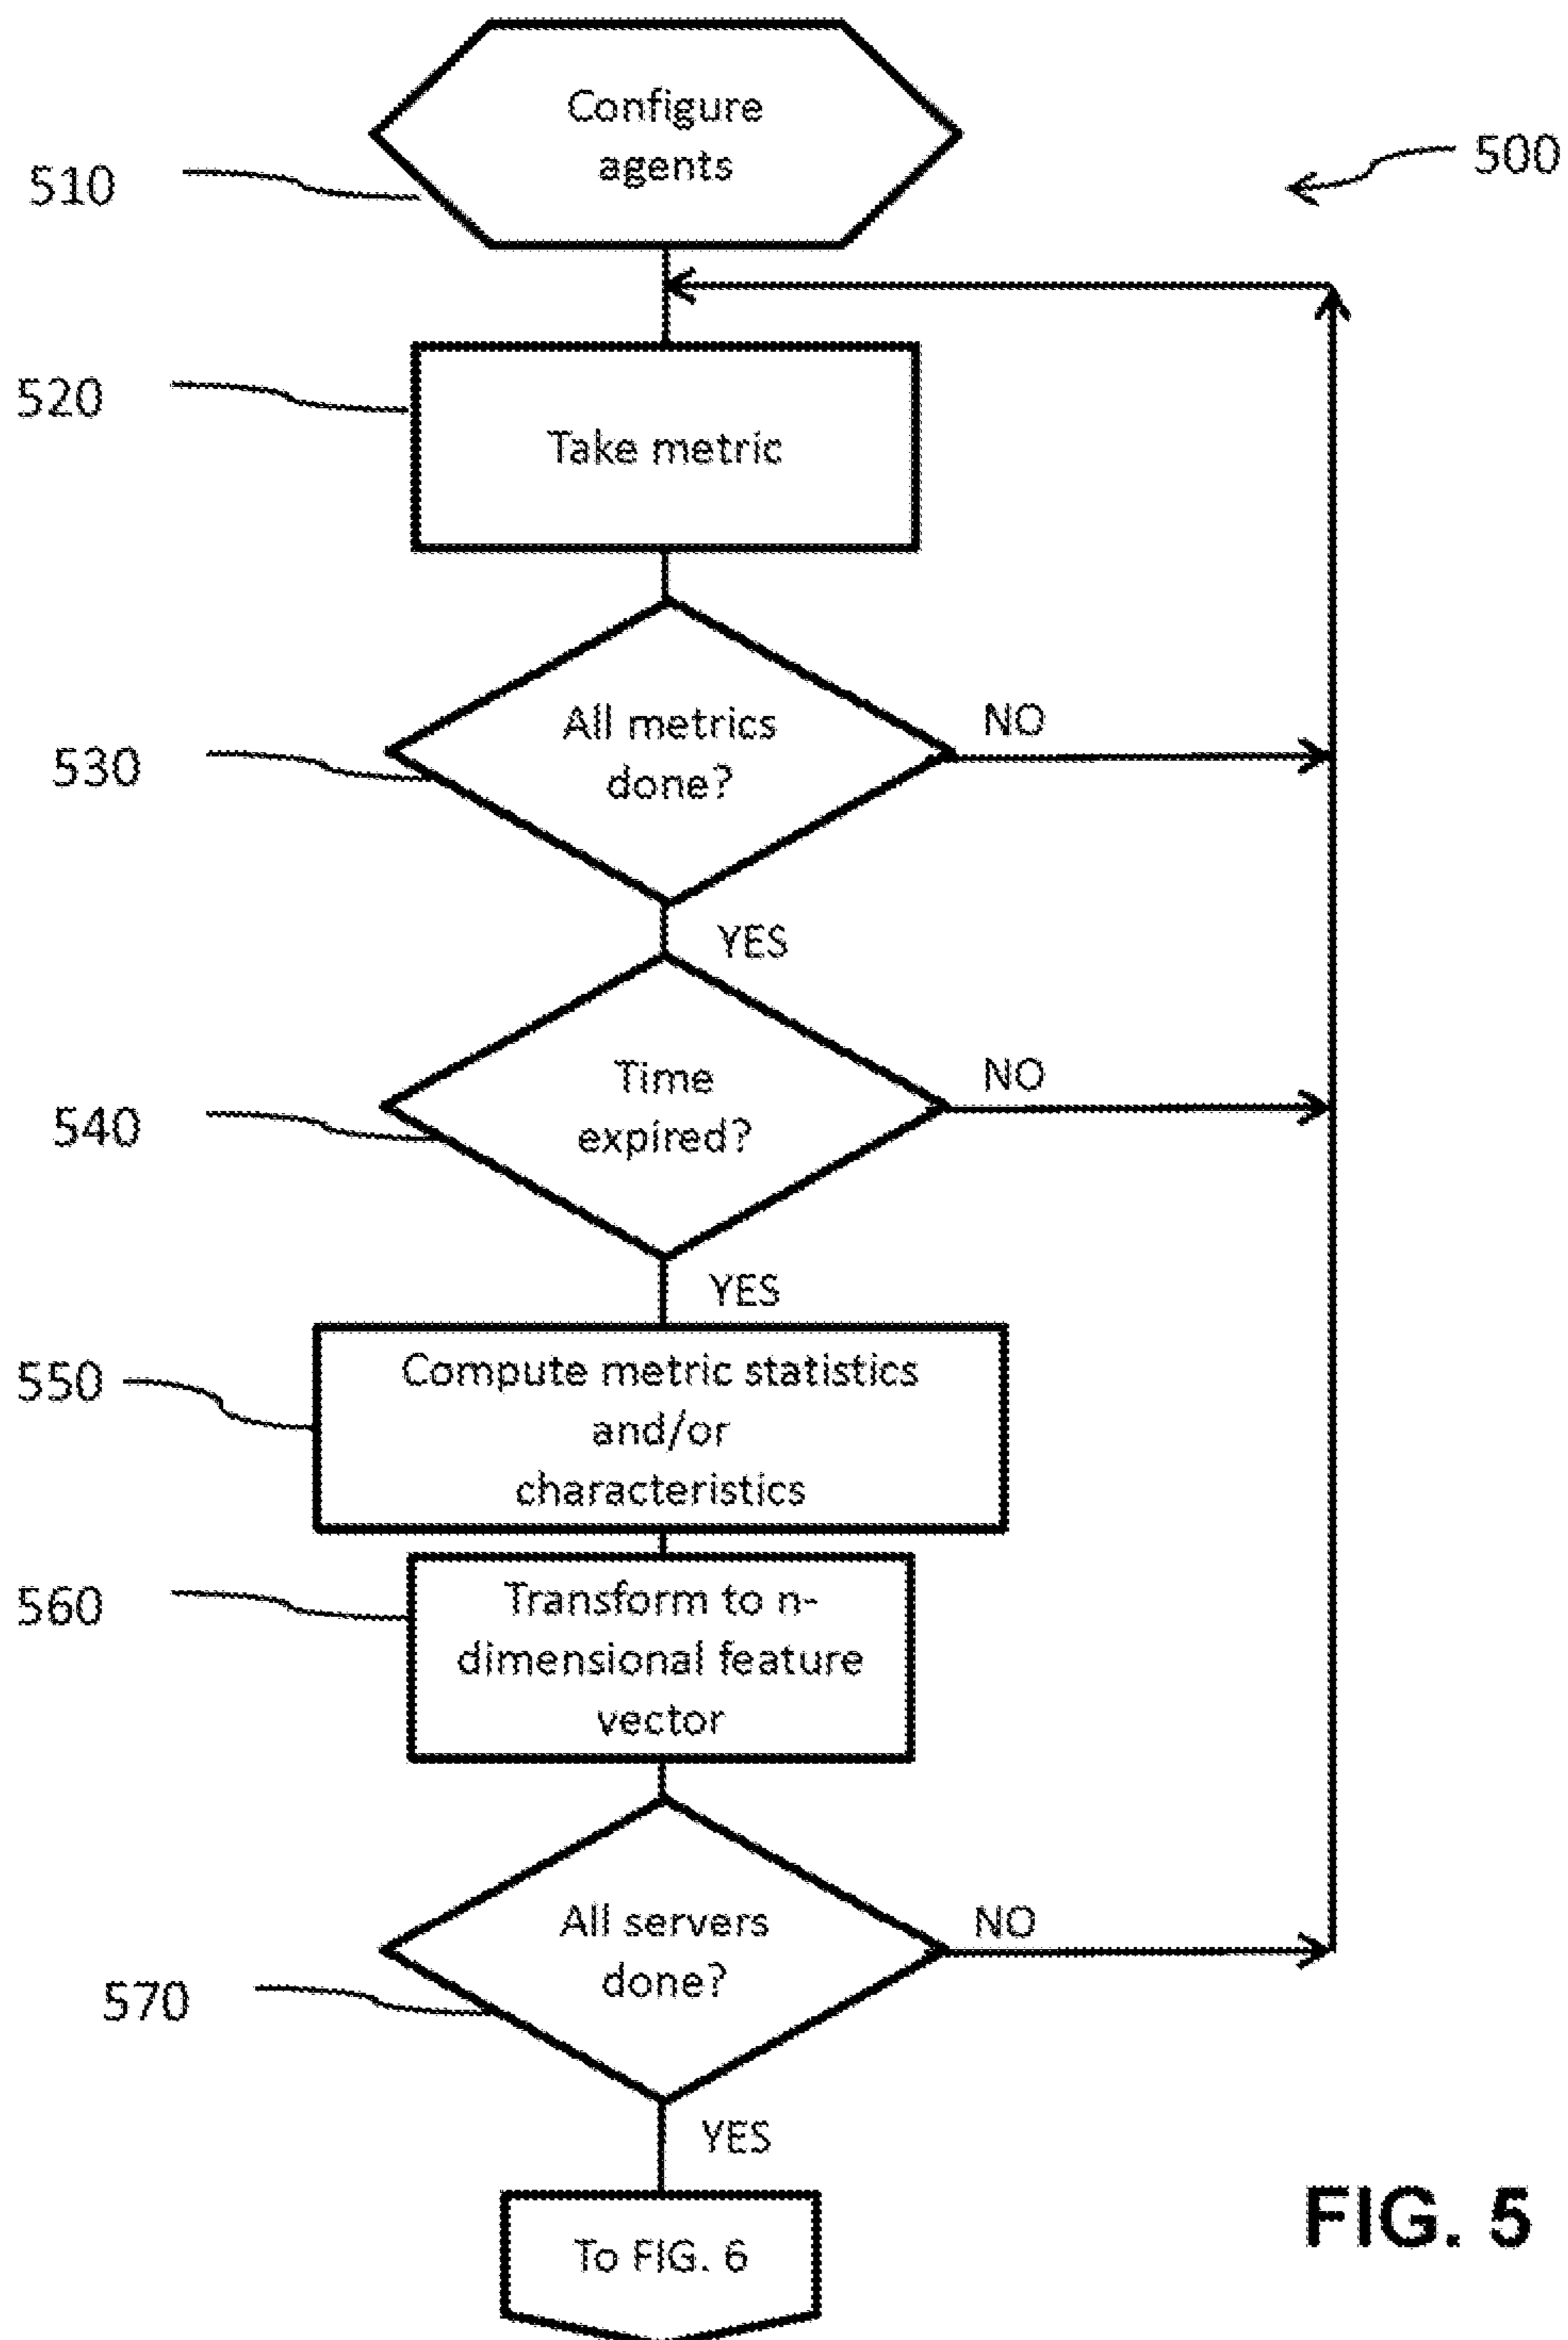 Configure
agents
510
500
520
Take metric
530
All metrics
done?
NO
YES
540
Time
expired?
NO
YES
550
Compute metric statistics
and/or
characteristics
560
Transform to n-
dimensional feature
vector
570
All servers
done?
NO
YES
To FIG. 6
FIG. 5